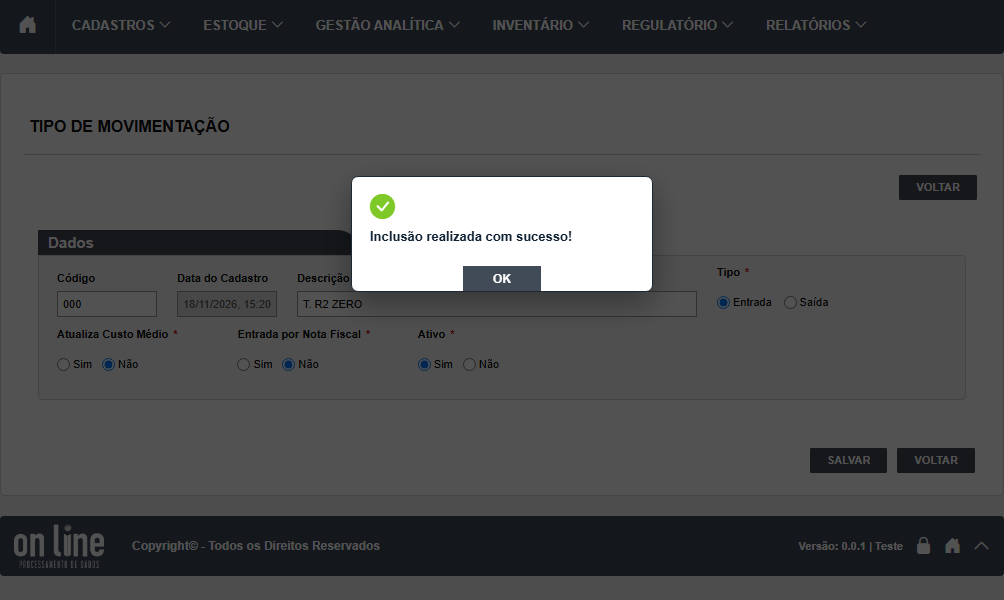 CADASTROS ESTOQUE GESTÃO ANALÍTICA INVENTÁRIO REGULATÓRIO RELATÓRIOS
TIPO DE MOVIMENTAÇÃO
VOLTAR
Inclusão realizada com sucesso!
OK
Dados
Código Data do Cadastro Descrição Tipo *
000 18/11/2026, 15:20 T. R2 ZERO Entrada Saída
Atualiza Custo Médio * Entrada por Nota Fiscal * Ativo *
Sim Não Sim Não Sim Não
SALVAR VOLTAR
on line
PROCESSAMENTO DE DADOS
Copyright© - Todos os Direitos Reservados
Versão: 0.0.1 | Teste